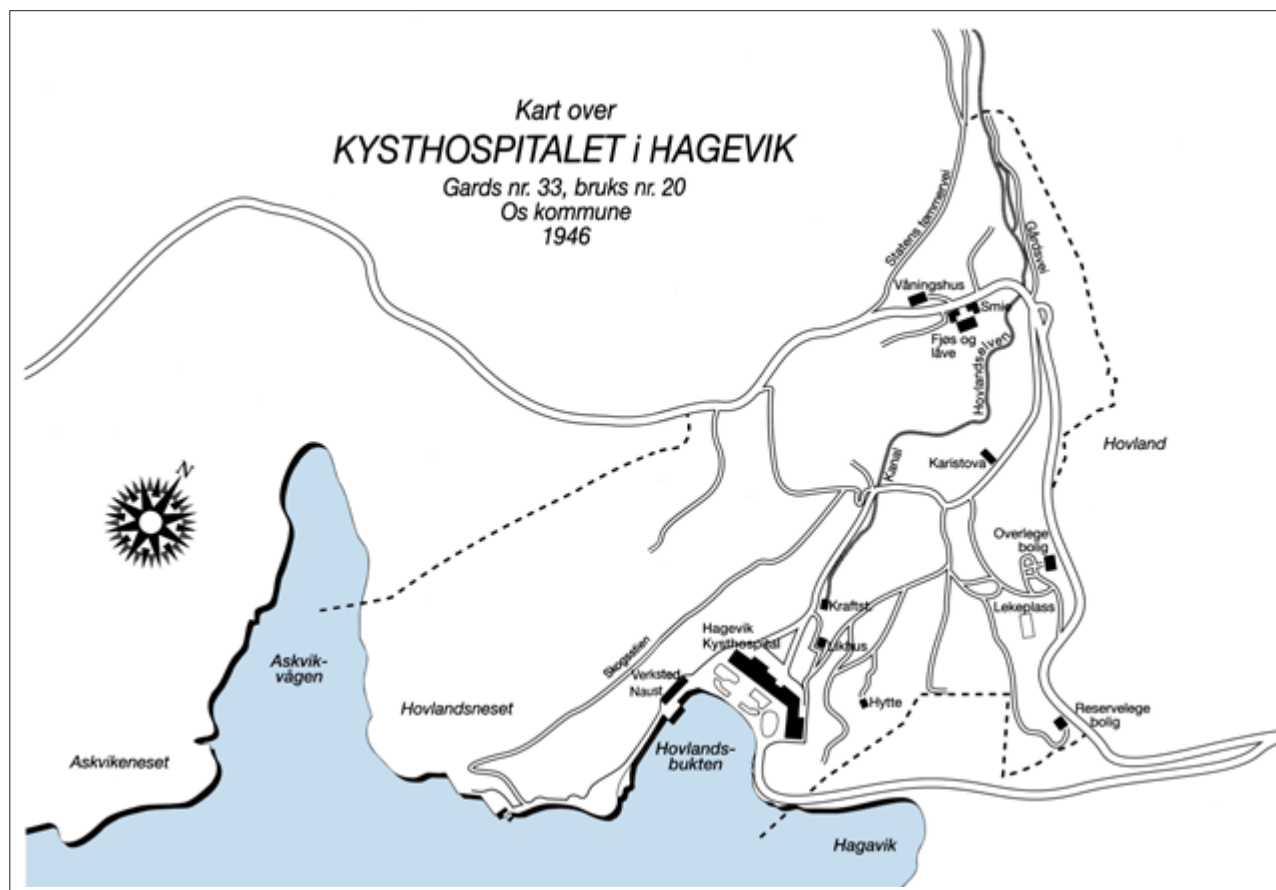 Kart over
KYSTHOSPITALET i HAGEVIK
Gards nr. 33, bruks nr. 20
Os kommune
1946
Statens tømmervei
Gårdsvei
Våningshus
Smie
Fjøs og
låve
Hovlandselven
Kanal
Karistova
Hovland
N
Overlege
bolig
Kraftst.
Lekeplass
Hagevik
Kysthospital
Likhus
Skogsstien
Verksted
Naust
Askvik-
vågen
Hovlandsneset
Hytte
Reservelege
bolig
Hovlands-
bukten
Askvikeneset
Hagavik